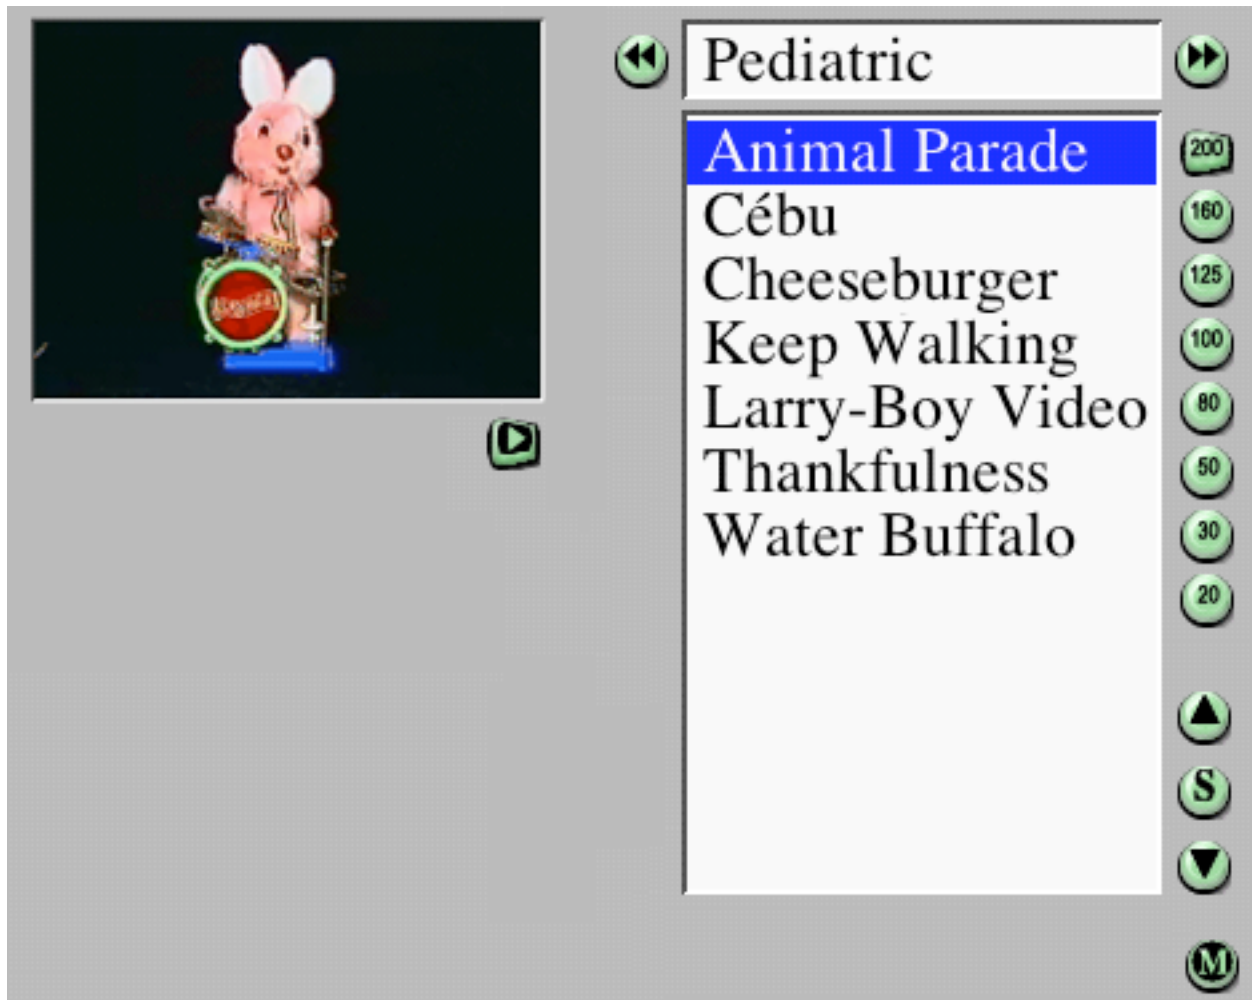 Pediatric
Animal Parade
Cébu
Cheeseburger
Keep Walking
Larry-Boy Video
Thankfulness
Water Buffalo
200
160
125
100
80
50
30
20
S
M